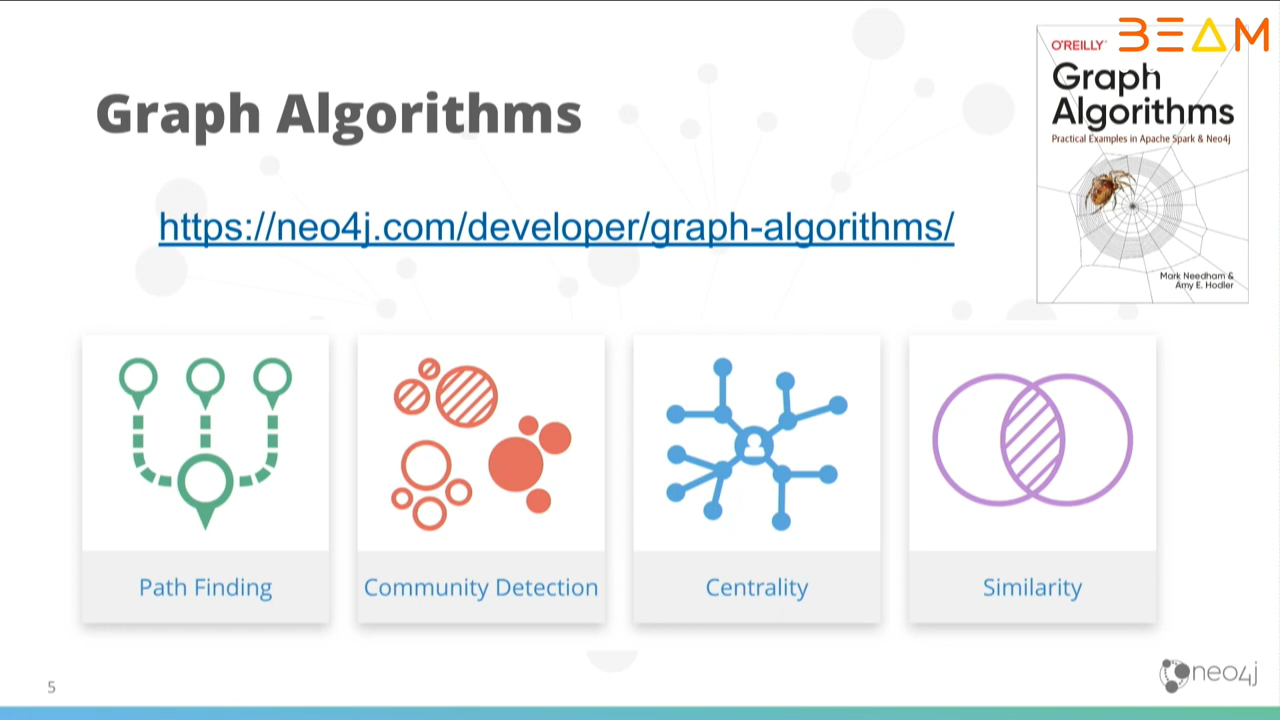 BEAM
O'REILLY®
Graph
Algorithms
Practical Examples in Apache Spark & Neo4j
Mark Needham &
Amy E. Hodler
Graph Algorithms
https://neo4j.com/developer/graph-algorithms/
Path Finding
Community Detection
Centrality
Similarity
5
neo4j